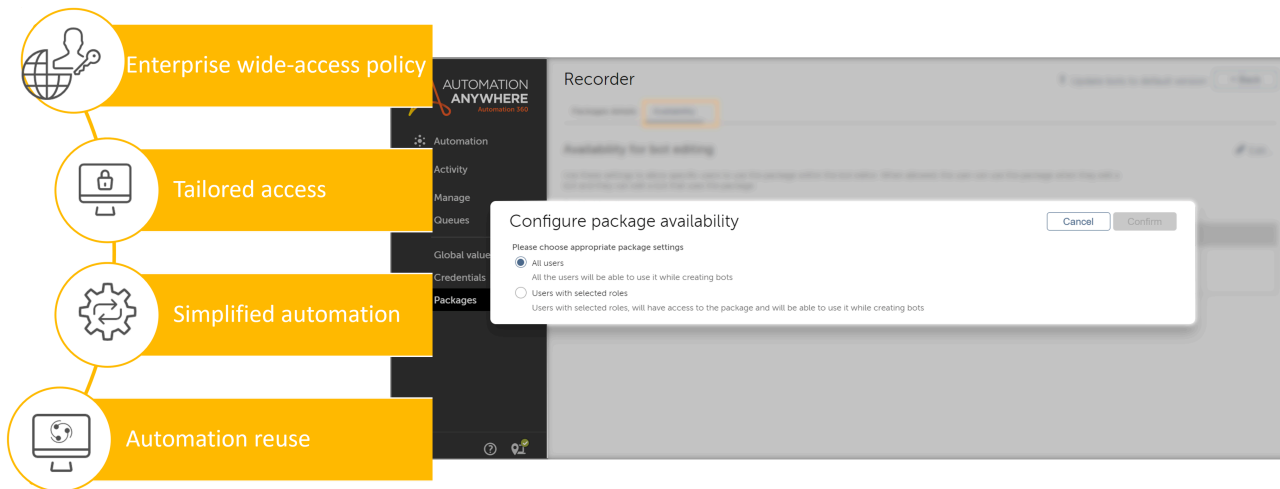 Enterprise wide-access policy
Tailored access
Simplified automation
Automation reuse
AUTOMATION
ANYWHERE
Automation 360
Automation
Activity
Manage
Queues
Global value
Credentials
Packages
Recorder
Availability for bot editing
Configure package availability
Cancel
Confirm
Please choose appropriate package settings
All users
All the users will be able to use it while creating bots
Users with selected roles
Users with selected roles, will have access to the package and will be able to use it while creating bots